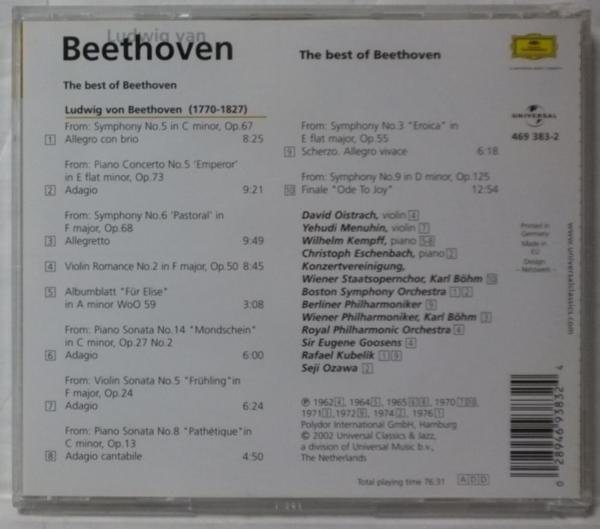 Ludwig van
Beethoven
The best of Beethoven
The best of Beethoven
Ludwig von Beethoven (1770-1827)
From: Symphony No.5 in C minor, Op.67
1 Allegro con brio 8:25
From: Piano Concerto No.5 'Emperor'
in E flat minor, Op.73
2 Adagio 9:21
From: Symphony No.6 'Pastoral' in
F major, Op.68
3 Allegretto 9:49
4 Violin Romance No.2 in F major, Op.50 8:45
5 Albumblatt "Für Elise"
in A minor WoO 59 3:08
From: Piano Sonata No.14 "Mondschein"
in C minor, Op.27 No.2
6 Adagio 6:00
From: Violin Sonata No.5 "Frühling"in
F major, Op.24
7 Adagio 6:24
From: Piano Sonata No.8 "Pathétique"in
C minor, Op.13
8 Adagio cantabile 4:50
From: Symphony No.3 "Eroica" in
E flat major, Op.55
9 Scherzo. Allegro vivace 6:18
From: Symphony No.9 in D minor, Op.125
10 Finale "Ode To Joy" 12:54
David Oistrach, violin 4
Yehudi Menuhin, violin 7
Wilhelm Kempff, piano 5-8
Christoph Eschenbach, piano 2
Konzertvereinigung,
Wiener Staatsopernchor, Karl Böhm 10
Boston Symphony Orchestra 1 2
Berliner Philharmoniker 9
Wiener Philharmoniker, Karl Böhm 3
Royal Philharmonic Orchestra 4
Sir Eugene Goosens 4
Rafael Kubelik 1 9
Seji Ozawa 2
℗ 1962 4, 1964 5, 1965 6 8, 1970 7 10,
1971 3, 1972 9, 1974 2, 1976 1
Polydor International GmbH, Hamburg
© 2002 Universal Classics & Jazz,
a division of Universal Music b.v.,
The Netherlands
Total playing time 76:31 A D D
UNIVERSAL
469 383-2
Printed in
Germany
Made in
EU
Design
- Netzwerk -
www.universalclassics.com
0 28946 93832 4